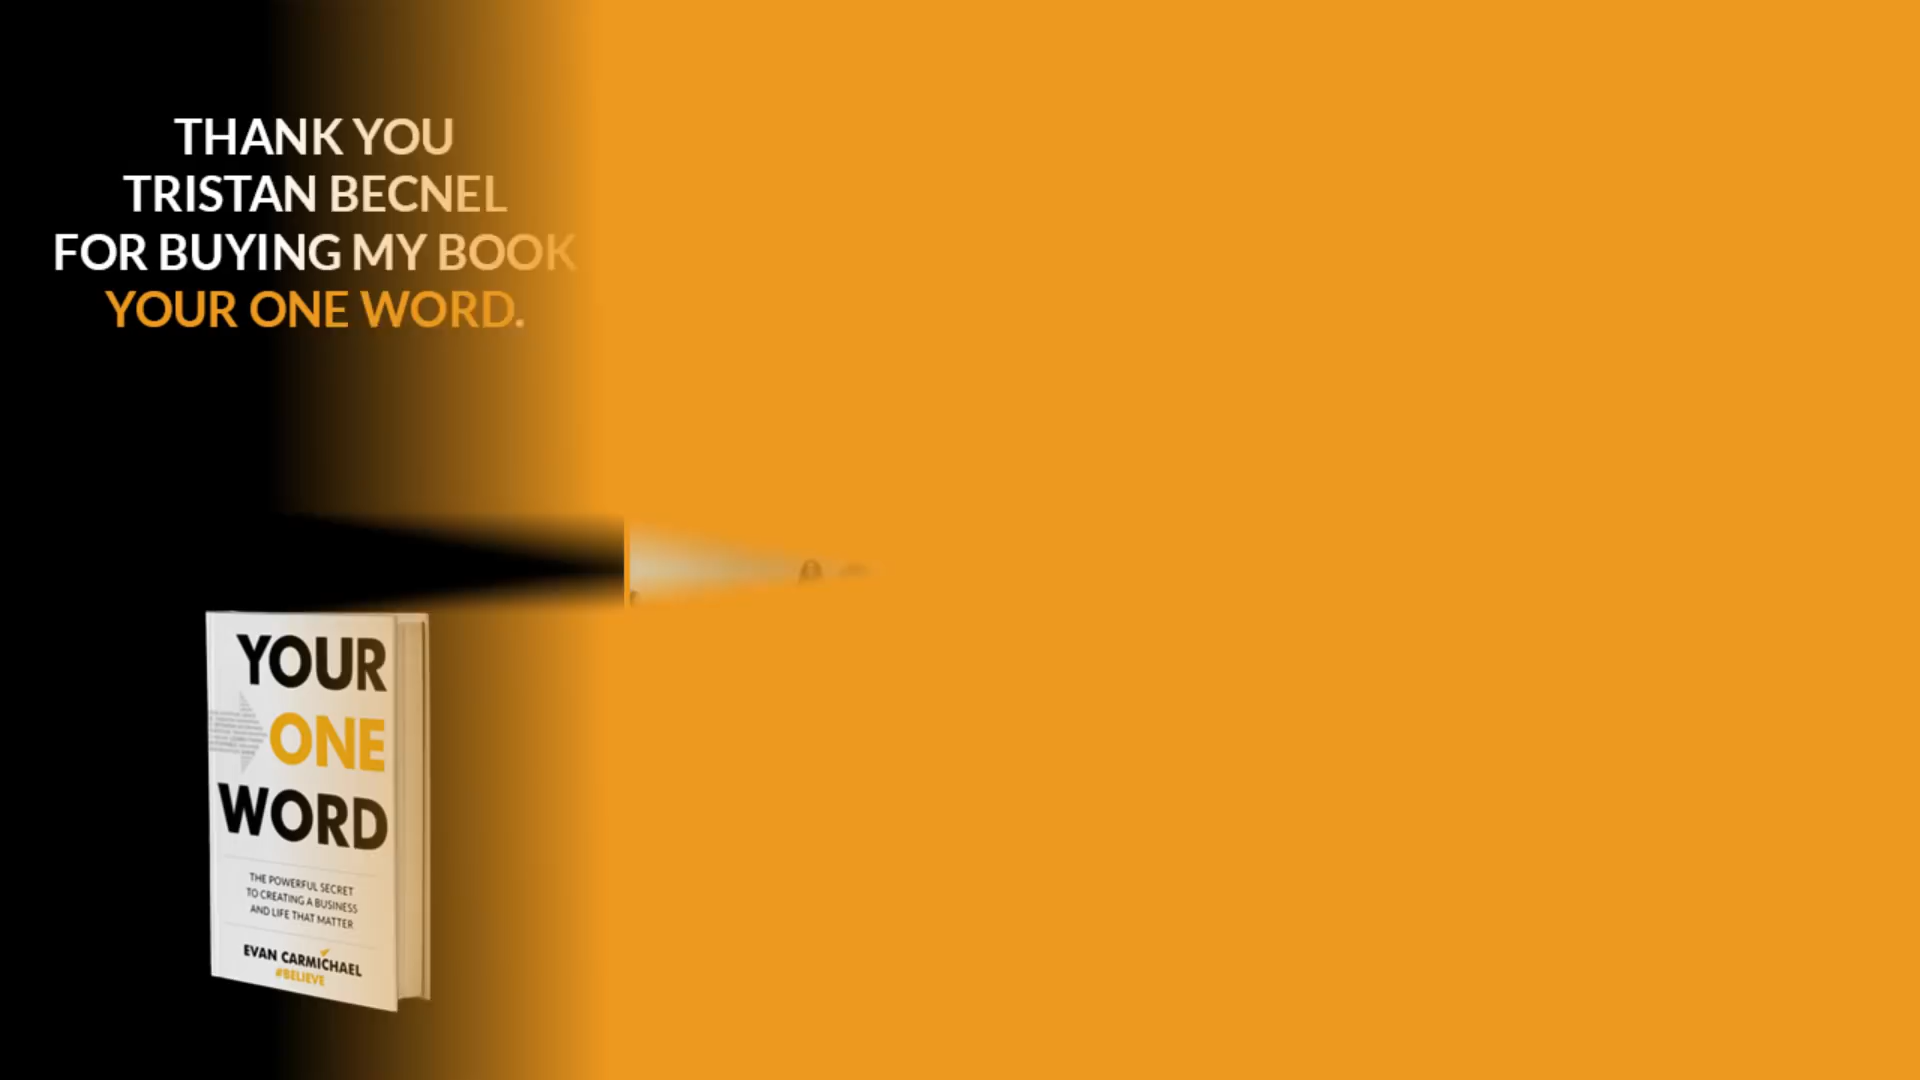 THANK YOU
TRISTAN BECNEL
FOR BUYING MY BOOK
YOUR ONE WORD.
YOUR
ONE
WORD
THE POWERFUL SECRET
TO CREATING A BUSINESS
AND LIFE THAT MATTER
EVAN CARMICHAEL
#BELIEVE